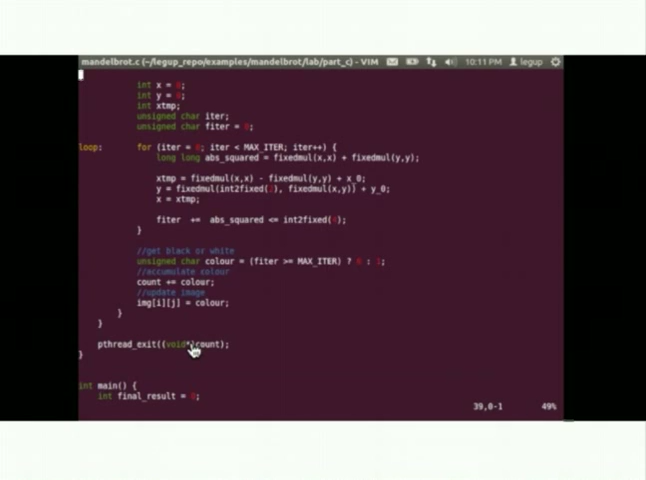 mandelbrot.c (~/legup_repo/examples/mandelbrot/lab/part_c) - VIM 10:11 PM legup
int x = 0;
int y = 0;
int xtmp;
unsigned char iter;
unsigned char fiter = 0;
loop: for (iter = 0; iter < MAX_ITER; iter++) {
long long abs_squared = fixedmul(x,x) + fixedmul(y,y);
xtmp = fixedmul(x,x) - fixedmul(y,y) + x_0;
y = fixedmul(int2fixed(2), fixedmul(x,y)) + y_0;
x = xtmp;
fiter += abs_squared <= int2fixed(4);
}
//get black or white
unsigned char colour = (fiter >= MAX_ITER) ? 0 : 1;
//accumulate colour
count += colour;
//update image
img[i][j] = colour;
}
}
pthread_exit((void*)count);
}
int main() {
int final_result = 0;
39,0-1 49%